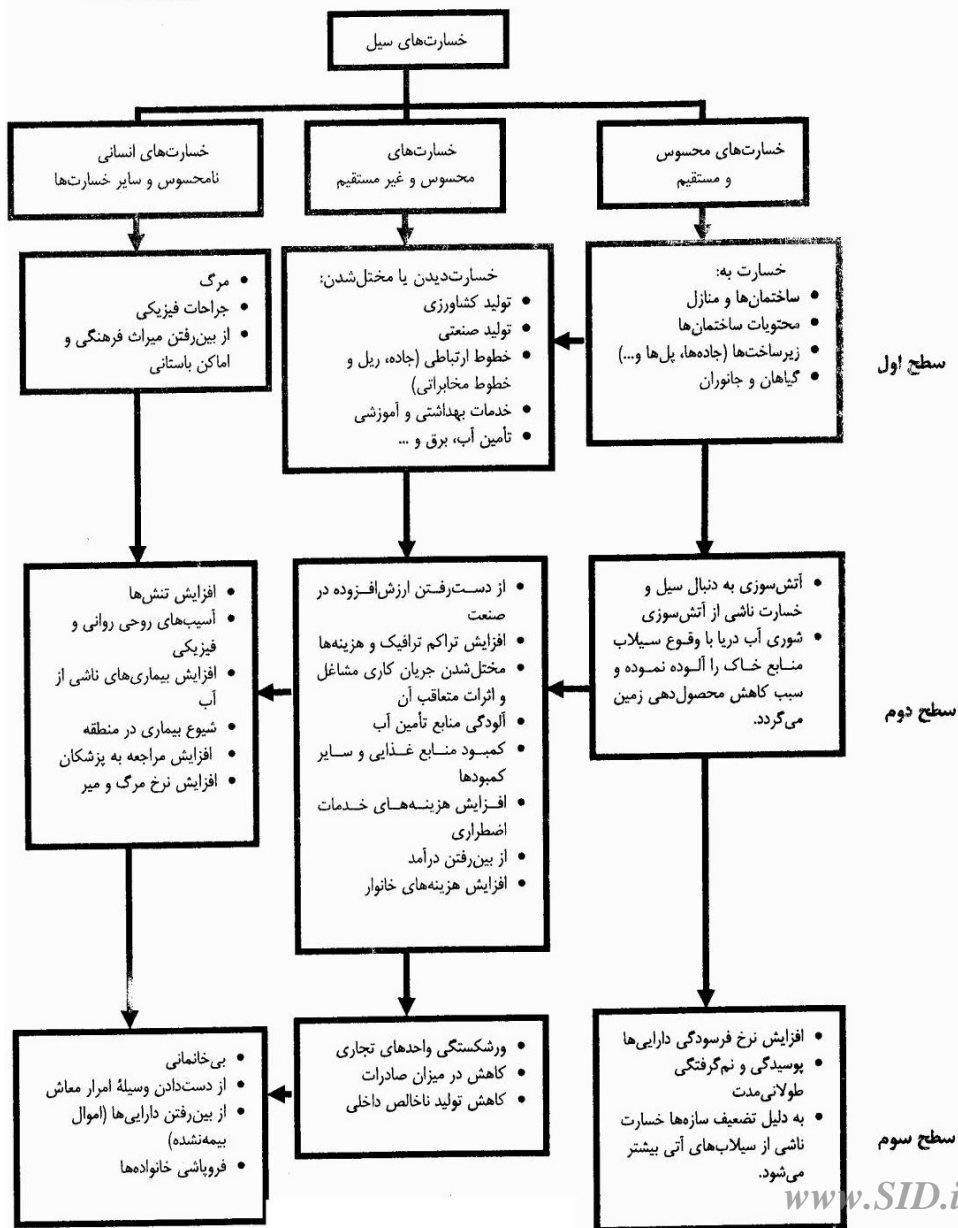 خسارت‌های سیل
خسارت‌های محسوس
و مستقیم
خسارت‌های
محسوس و غیر مستقیم
خسارت‌های انسانی
نامحسوس و سایر خسارت‌ها
سطح اول
خسارت به:
• ساختمان‌ها و منازل
• محتویات ساختمان‌ها
• زیرساخت‌ها (جاده‌ها، پل‌ها و...)
• گیاهان و جانوران
خسارت‌دیدن یا مختل‌شدن:
• تولید کشاورزی
• تولید صنعتی
• خطوط ارتباطی (جاده، ریل و
خطوط مخابراتی)
• خدمات بهداشتی و آموزشی
• تأمین آب، برق و ...
• مرگ
• جراحات فیزیکی
• از بین‌رفتن میراث فرهنگی و
اماکن باستانی
سطح دوم
• آتش‌سوزی به دنبال سیل و
خسارت ناشی از آتش‌سوزی
• شوری آب دریا با وقوع سیلاب
منابع خاک را آلوده نموده و
سبب کاهش محصول‌دهی زمین
می‌گردد.
• از دست‌رفتن ارزش‌افزوده در
صنعت
• افزایش تراکم ترافیک و هزینه‌ها
• مختل‌شدن جریان کاری مشاغل
و اثرات متعاقب آن
• آلودگی منابع تأمین آب
• کمبود منابع غذایی و سایر
کمبودها
• افزایش هزینه‌های خدمات
اضطراری
• از بین‌رفتن درآمد
• افزایش هزینه‌های خانوار
• افزایش تنش‌ها
• آسیب‌های روحی روانی و
فیزیکی
• افزایش بیماری‌های ناشی از
آب
• شیوع بیماری در منطقه
• افزایش مراجعه به پزشکان
• افزایش نرخ مرگ و میر
سطح سوم
• افزایش نرخ فرسودگی دارایی‌ها
• پوسیدگی و نم‌گرفتگی
طولانی‌مدت
• به دلیل تضعیف سازه‌ها خسارت
ناشی از سیلاب‌های آتی بیشتر
می‌شود.
• ورشکستگی واحدهای تجاری
• کاهش در میزان صادرات
• کاهش تولید ناخالص داخلی
• بی‌خانمانی
• از دست‌دادن وسیلهٔ امرار معاش
• از بین‌رفتن دارایی‌ها (اموال
بیمه‌نشده)
• فروپاشی خانواده‌ها
www.SID.i